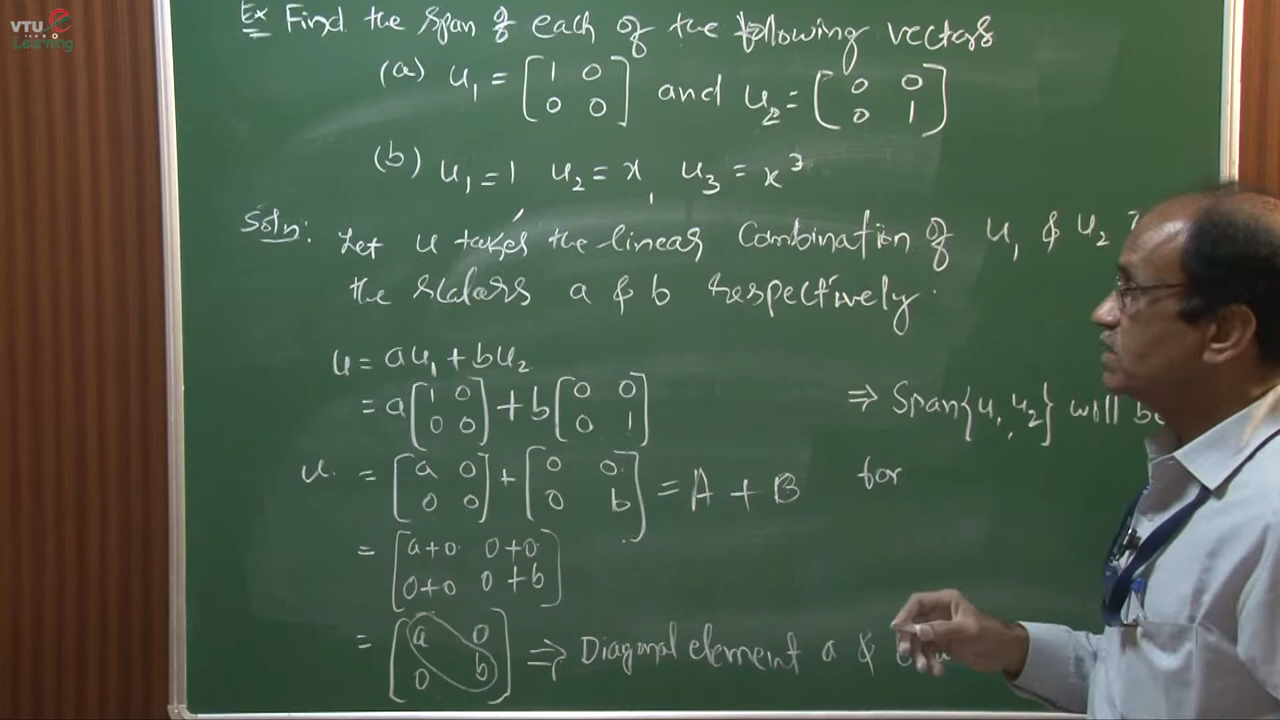 VTU e
Learning
Ex Find the span of each of the following vectors
(a) u₁ = [1 0; 0 0] and u₂ = [0 0; 0 1]
(b) u₁ = 1 u₂ = x, u₃ = x³
Soln: Let u takes the linear Combination of u₁ & u₂
the scalars a & b respectively.
u = au₁ + bu₂
= a[1 0; 0 0] + b[0 0; 0 1]
u = [a 0; 0 0] + [0 0; 0 b] = A + B
= [a+0 0+0; 0+0 0+b]
= [a 0; 0 b] ⇒ Diagonal element a &
⇒ Span{u₁, u₂} will be
for